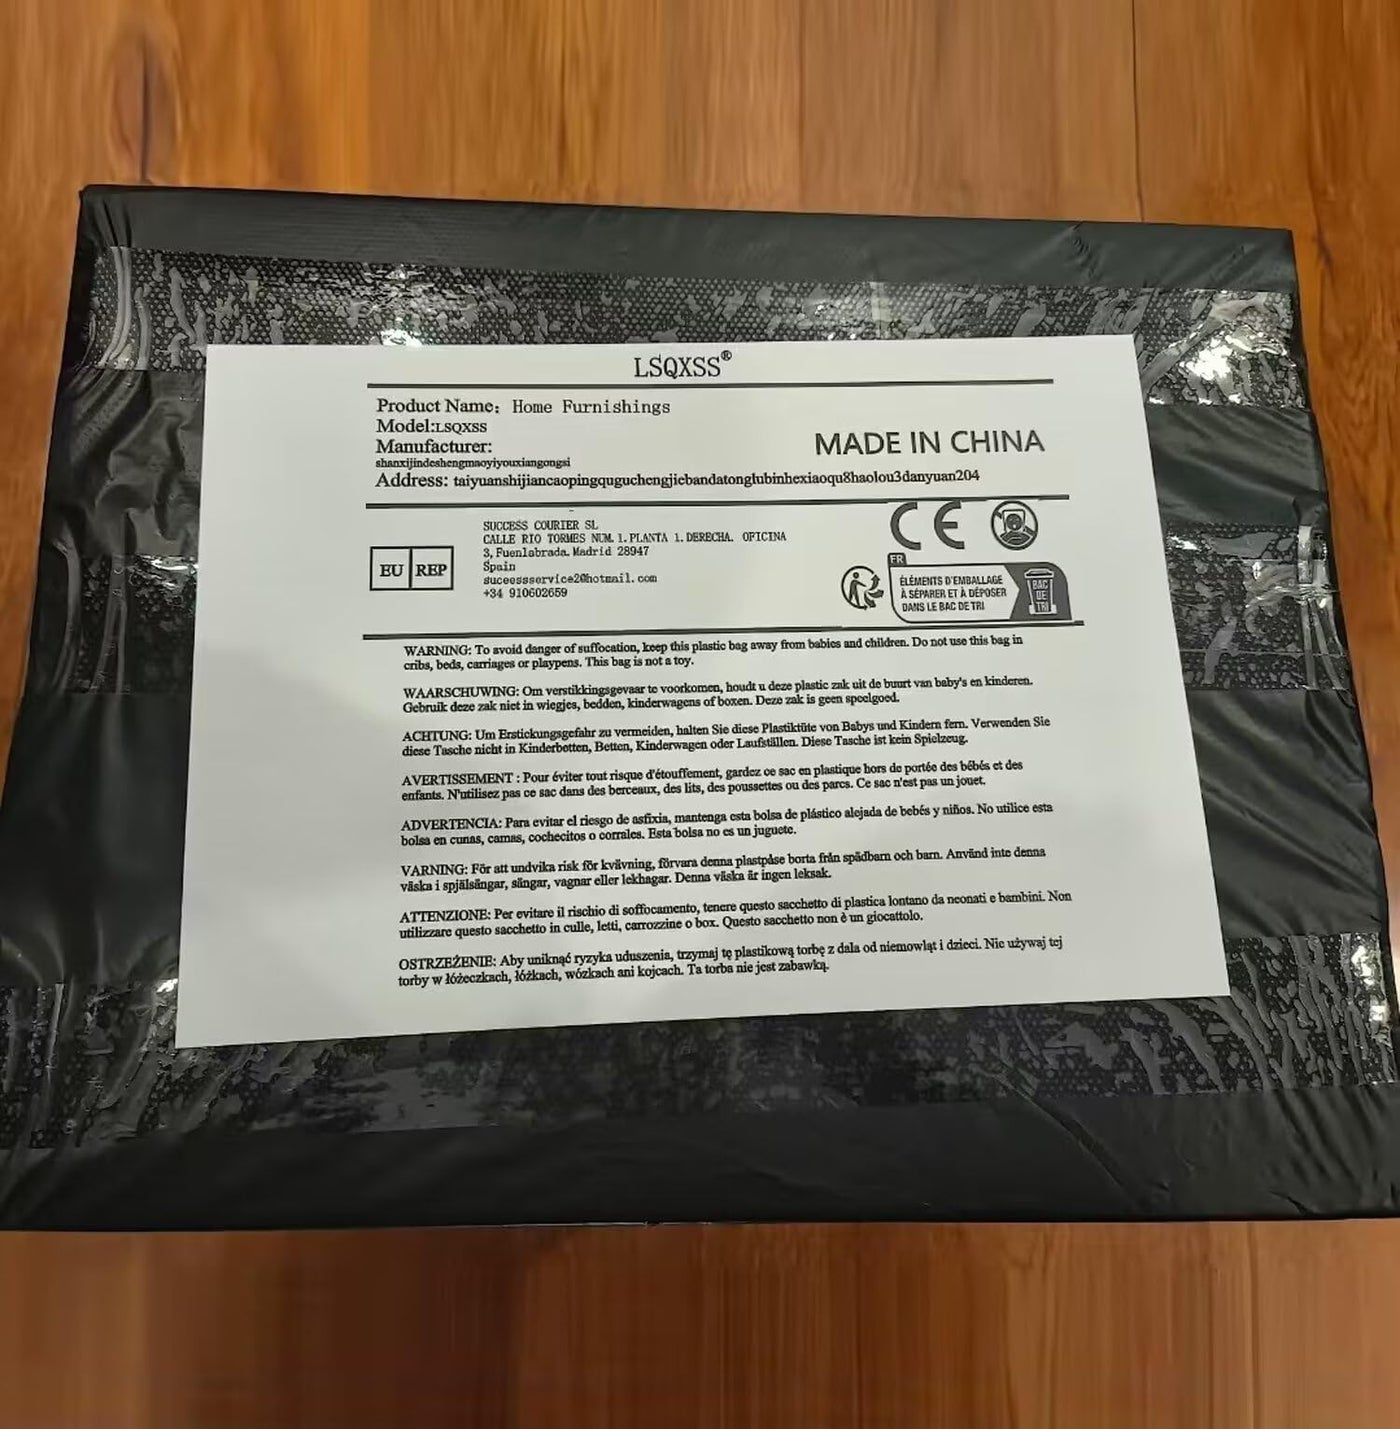 LSQXSS®
Product Name: Home Furnishings
Model:LSQXSS
Manufacturer:
shanxijindeshengmaoyiyouxiangongsi
MADE IN CHINA
Address: taiyuanshijiancaopingquguchengjiebandatonglubinhexiaoqu8haolou3danyuan204
EU REP
SUCCESS COURIER SL
CALLE RIO TORMES NUM. 1. PLANTA 1. DERECHA. OFICINA
3, Fuenlabrada. Madrid 28947
Spain
suceessservice2@hotmail.com
+34 910602659
CE
FR
ÉLÉMENTS D'EMBALLAGE
À SÉPARER ET À DÉPOSER
DANS LE BAC DE TRI
BAC
DE
TRI
WARNING: To avoid danger of suffocation, keep this plastic bag away from babies and children. Do not use this bag in
cribs, beds, carriages or playpens. This bag is not a toy.
WAARSCHUWING: Om verstikkingsgevaar te voorkomen, houdt u deze plastic zak uit de buurt van baby's en kinderen.
Gebruik deze zak niet in wiegjes, bedden, kinderwagens of boxen. Deze zak is geen speelgoed.
ACHTUNG: Um Erstickungsgefahr zu vermeiden, halten Sie diese Plastiktüte von Babys und Kindern fern. Verwenden Sie
diese Tasche nicht in Kinderbetten, Betten, Kinderwagen oder Laufställen. Diese Tasche ist kein Spielzeug.
AVERTISSEMENT : Pour éviter tout risque d'étouffement, gardez ce sac en plastique hors de portée des bébés et des
enfants. N'utilisez pas ce sac dans des berceaux, des lits, des poussettes ou des parcs. Ce sac n'est pas un jouet.
ADVERTENCIA: Para evitar el riesgo de asfixia, mantenga esta bolsa de plástico alejada de bebés y niños. No utilice esta
bolsa en cunas, camas, cochecitos o corrales. Esta bolsa no es un juguete.
VARNING: För att undvika risk för kvävning, förvara denna plastpåse borta från spädbarn och barn. Använd inte denna
väska i spjälsängar, sängar, vagnar eller lekhagar. Denna väska är ingen leksak.
ATTENZIONE: Per evitare il rischio di soffocamento, tenere questo sacchetto di plastica lontano da neonati e bambini. Non
utilizzare questo sacchetto in culle, letti, carrozzine o box. Questo sacchetto non è un giocattolo.
OSTRZEŻENIE: Aby uniknąć ryzyka uduszenia, trzymaj tę plastikową torbę z dala od niemowląt i dzieci. Nie używaj tej
torby w łóżeczkach, łóżkach, wózkach ani kojcach. Ta torba nie jest zabawką.